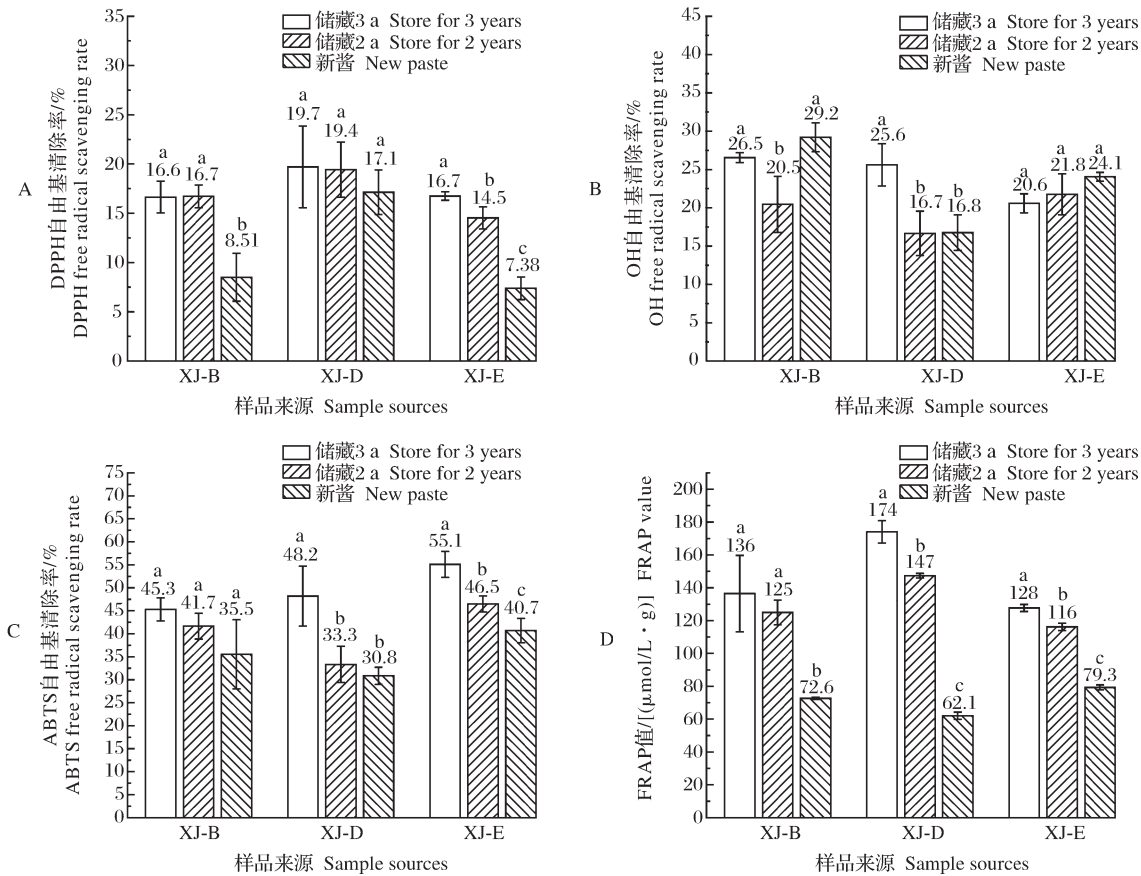 A
DPPH自由基清除率/%
DPPH free radical scavenging rate
35
30
25
20
15
10
5
0
储藏3 a Store for 3 years
储藏2 a Store for 2 years
新酱 New paste
a
16.6
a
16.7
b
8.51
a
19.7
a
19.4
a
17.1
a
16.7
b
14.5
c
7.38
XJ-B
XJ-D
XJ-E
样品来源 Sample sources
B
OH自由基清除率/%
OH free radical scavenging rate
45
40
35
30
25
20
15
10
5
0
储藏3 a Store for 3 years
储藏2 a Store for 2 years
新酱 New paste
a
26.5
b
20.5
a
29.2
a
25.6
b
16.7
b
16.8
a
20.6
a
21.8
a
24.1
XJ-B
XJ-D
XJ-E
样品来源 Sample sources
C
ABTS自由基清除率/%
ABTS free radical scavenging rate
75
70
65
60
55
50
45
40
35
30
25
20
15
10
5
0
储藏3 a Store for 3 years
储藏2 a Store for 2 years
新酱 New paste
a
45.3
a
41.7
a
35.5
a
48.2
b
33.3
b
30.8
a
55.1
b
46.5
c
40.7
XJ-B
XJ-D
XJ-E
样品来源 Sample sources
D
FRAP值/[(μmol/L·g)] FRAP value
200
180
160
140
120
100
80
60
40
20
0
储藏3 a Store for 3 years
储藏2 a Store for 2 years
新酱 New paste
a
136
a
125
b
72.6
a
174
b
147
c
62.1
a
128
b
116
c
79.3
XJ-B
XJ-D
XJ-E
样品来源 Sample sources